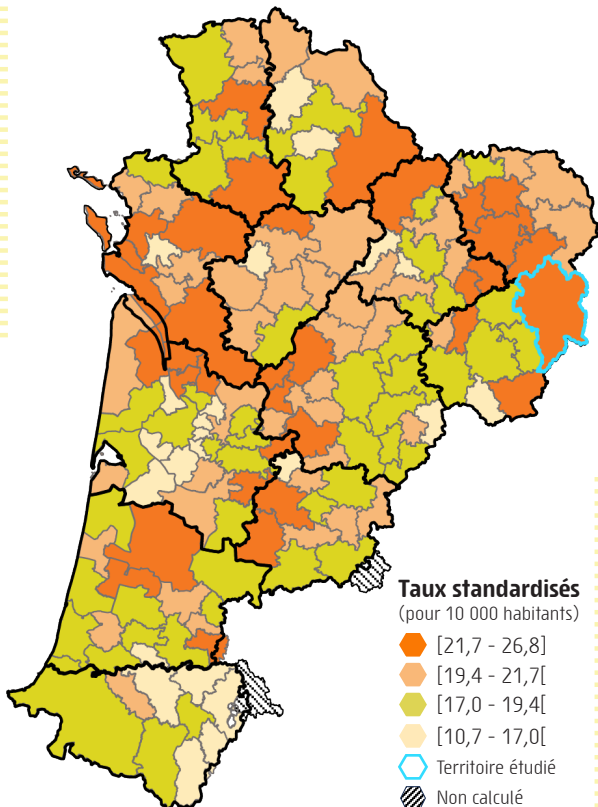 Taux standardisés
(pour 10 000 habitants)
[21,7 - 26,8]
[19,4 - 21,7[
[17,0 - 19,4[
[10,7 - 17,0[
Territoire étudié
Non calculé